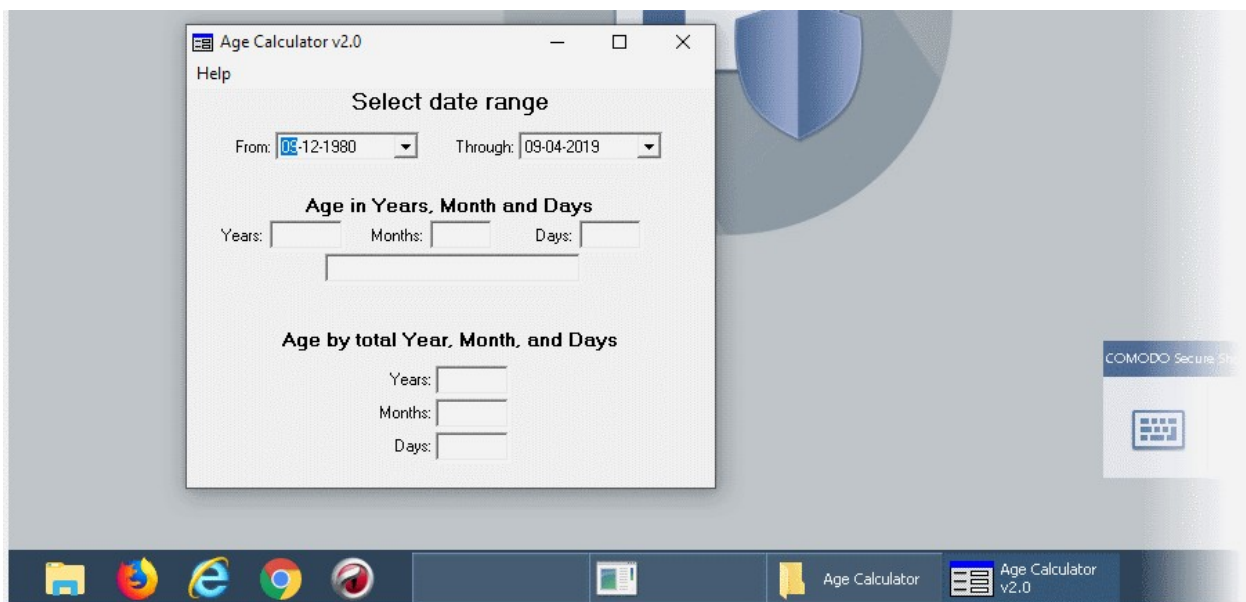 Age Calculator v2.0
Help
Select date range
From: 09-12-1980 Through: 09-04-2019
Age in Years, Month and Days
Years: Months: Days:
Age by total Year, Month, and Days
Years:
Months:
Days:
COMODO Secure
Age Calculator
Age Calculator
v2.0